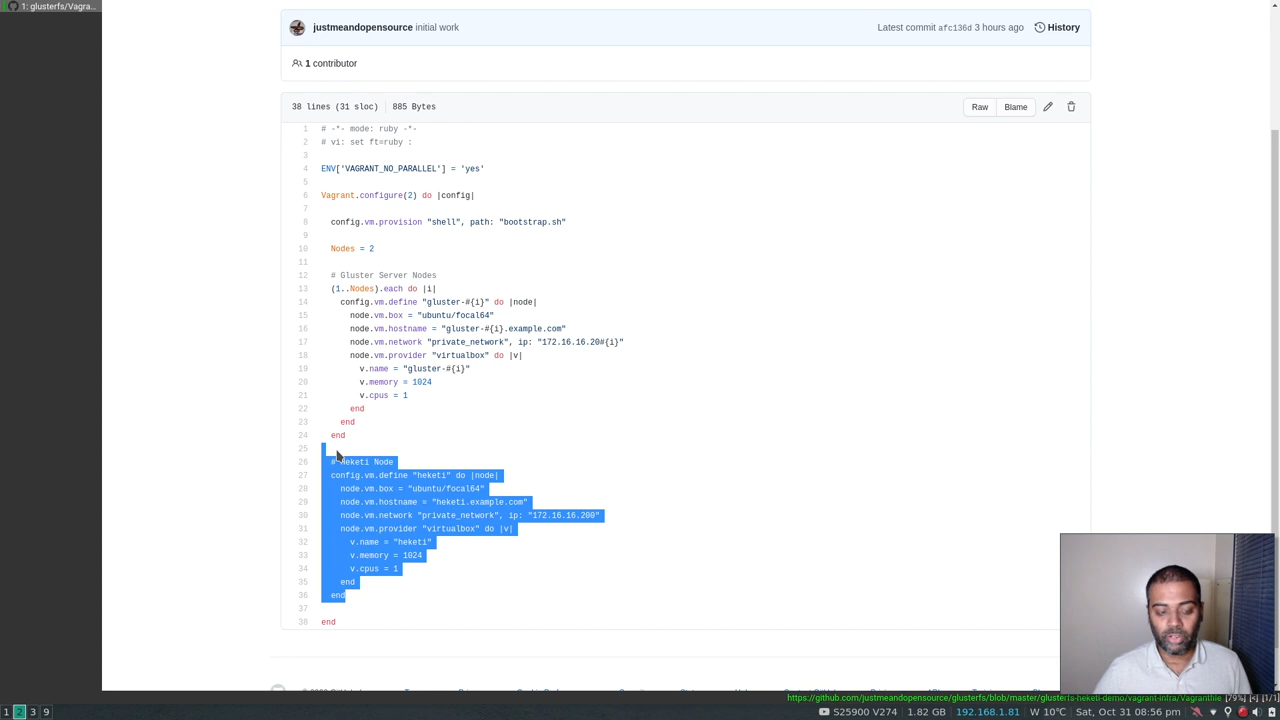 1: glusterfs/Vagra...
justmeandopensource initial work
Latest commit afc136d 3 hours ago
History
1 contributor
38 lines (31 sloc) 885 Bytes
Raw
Blame
1 # -*- mode: ruby -*-
2 # vi: set ft=ruby :
3
4 ENV['VAGRANT_NO_PARALLEL'] = 'yes'
5
6 Vagrant.configure(2) do |config|
7
8 config.vm.provision "shell", path: "bootstrap.sh"
9
10 Nodes = 2
11
12 # Gluster Server Nodes
13 (1..Nodes).each do |i|
14 config.vm.define "gluster-#{i}" do |node|
15 node.vm.box = "ubuntu/focal64"
16 node.vm.hostname = "gluster-#{i}.example.com"
17 node.vm.network "private_network", ip: "172.16.16.20#{i}"
18 node.vm.provider "virtualbox" do |v|
19 v.name = "gluster-#{i}"
20 v.memory = 1024
21 v.cpus = 1
22 end
23 end
24 end
25
26 # Heketi Node
27 config.vm.define "heketi" do |node|
28 node.vm.box = "ubuntu/focal64"
29 node.vm.hostname = "heketi.example.com"
30 node.vm.network "private_network", ip: "172.16.16.200"
31 node.vm.provider "virtualbox" do |v|
32 v.name = "heketi"
33 v.memory = 1024
34 v.cpus = 1
35 end
36 end
37
38 end
https://github.com/justmeandopensource/glusterfs/blob/master/glusterfs-heketi-demo/vagrant-infra/Vagrantfile [79%] [<] [1/1]
1 2 3 9
S25900 V274 | 1.82 GB | 192.168.1.81 | W 10°C | Sat, Oct 31 08:56 pm